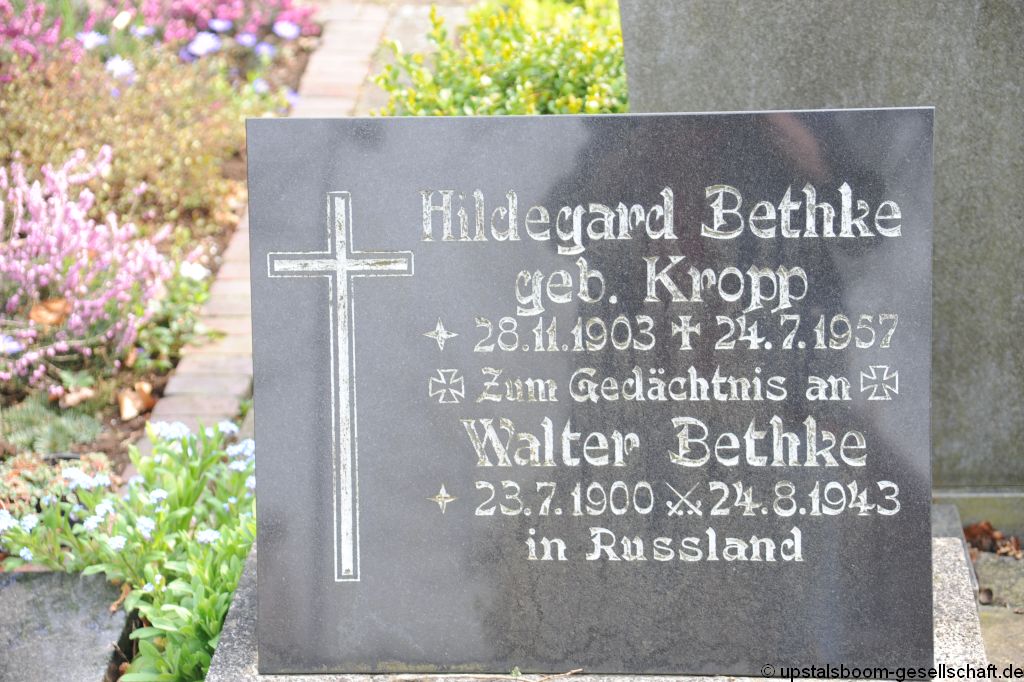 Hildegard Bethke
geb. Kropp
28.11.1903 ✝ 24.7.1957
Zum Gedächtnis an
Walter Bethke
23.7.1900 ⚔ 24.8.1943
in Russland
© upstalsboom-gesellschaft.de